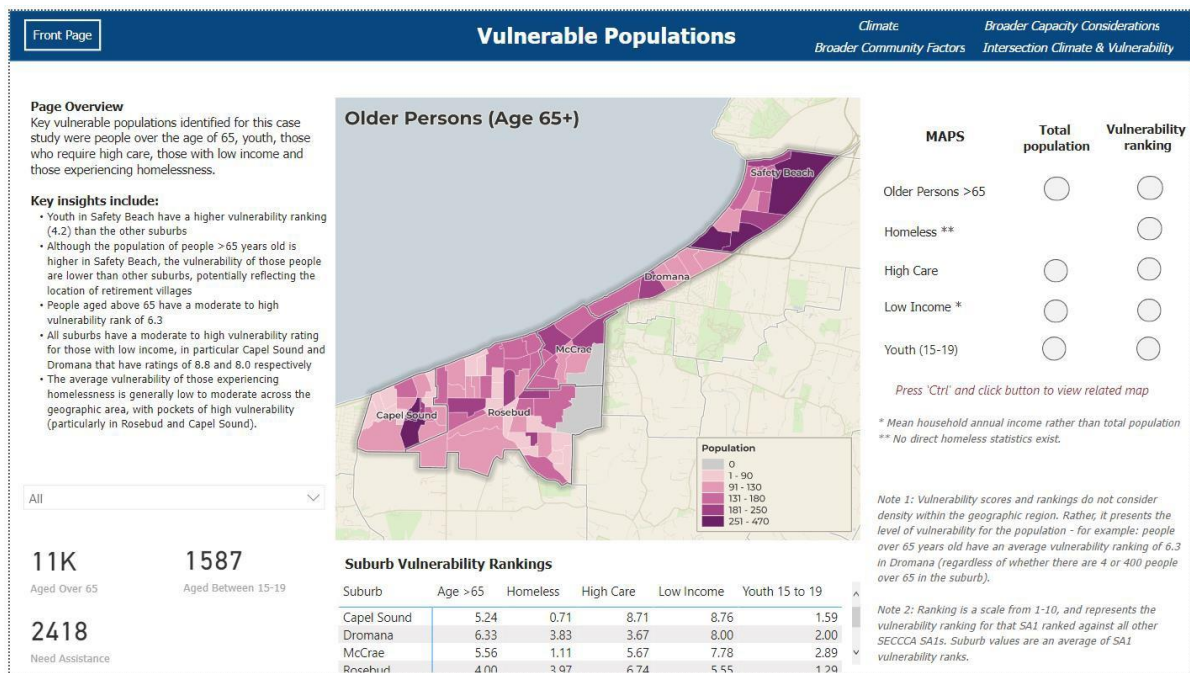 Front Page
Vulnerable Populations
Climate
Broader Capacity Considerations
Broader Community Factors
Intersection Climate & Vulnerability
Page Overview
Key vulnerable populations identified for this case
study were people over the age of 65, youth, those
who require high care, those with low income and
those experiencing homelessness.
Key insights include:
• Youth in Safety Beach have a higher vulnerability ranking
(4.2) than the other suburbs
• Although the population of people >65 years old is
higher in Safety Beach, the vulnerability of those people
are lower than other suburbs, potentially reflecting the
location of retirement villages
• People aged above 65 have a moderate to high
vulnerability rank of 6.3
• All suburbs have a moderate to high vulnerability rating
for those with low income, in particular Capel Sound and
Dromana that have ratings of 8.8 and 8.0 respectively
• The average vulnerability of those experiencing
homelessness is generally low to moderate across the
geographic area, with pockets of high vulnerability
(particularly in Rosebud and Capel Sound).
All
11K
Aged Over 65
1587
Aged Between 15-19
2418
Need Assistance
Older Persons (Age 65+)
Safety Beach
Dromana
McCrae
Capel Sound
Rosebud
Population
0
1 - 90
91 - 130
131 - 180
181 - 250
251 - 470
Suburb Vulnerability Rankings
Suburb Age >65 Homeless High Care Low Income Youth 15 to 19
Capel Sound 5.24 0.71 8.71 8.76 1.59
Dromana 6.33 3.83 3.67 8.00 2.00
McCrae 5.56 1.11 5.67 7.78 2.89
Rosebud 4.00 3.97 6.74 5.55 1.29
MAPS
Total
population
Vulnerability
ranking
Older Persons >65
Homeless **
High Care
Low Income *
Youth (15-19)
Press 'Ctrl' and click button to view related map
* Mean household annual income rather than total population
** No direct homeless statistics exist.
Note 1: Vulnerability scores and rankings do not consider
density within the geographic region. Rather, it presents the
level of vulnerability for the population - for example: people
over 65 years old have an average vulnerability ranking of 6.3
in Dromana (regardless of whether there are 4 or 400 people
over 65 in the suburb).
Note 2: Ranking is a scale from 1-10, and represents the
vulnerability ranking for that SA1 ranked against all other
SECCCA SA1s. Suburb values are an average of SA1
vulnerability ranks.